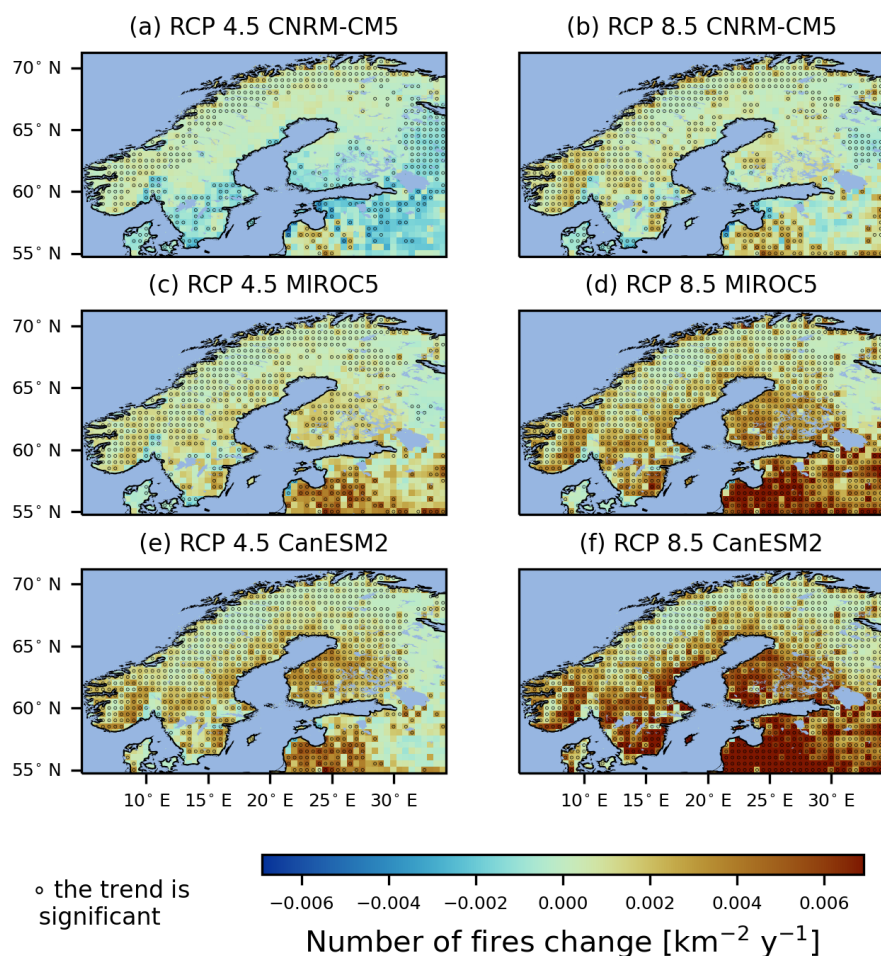 (a) RCP 4.5 CNRM-CM5
(b) RCP 8.5 CNRM-CM5
70° N
65° N
60° N
55° N
(c) RCP 4.5 MIROC5
(d) RCP 8.5 MIROC5
70° N
65° N
60° N
55° N
(e) RCP 4.5 CanESM2
(f) RCP 8.5 CanESM2
70° N
65° N
60° N
55° N
10° E 15° E 20° E 25° E 30° E
10° E 15° E 20° E 25° E 30° E
∘ the trend is
significant
−0.006 −0.004 −0.002 0.000 0.002 0.004 0.006
Number of fires change [km⁻² y⁻¹]